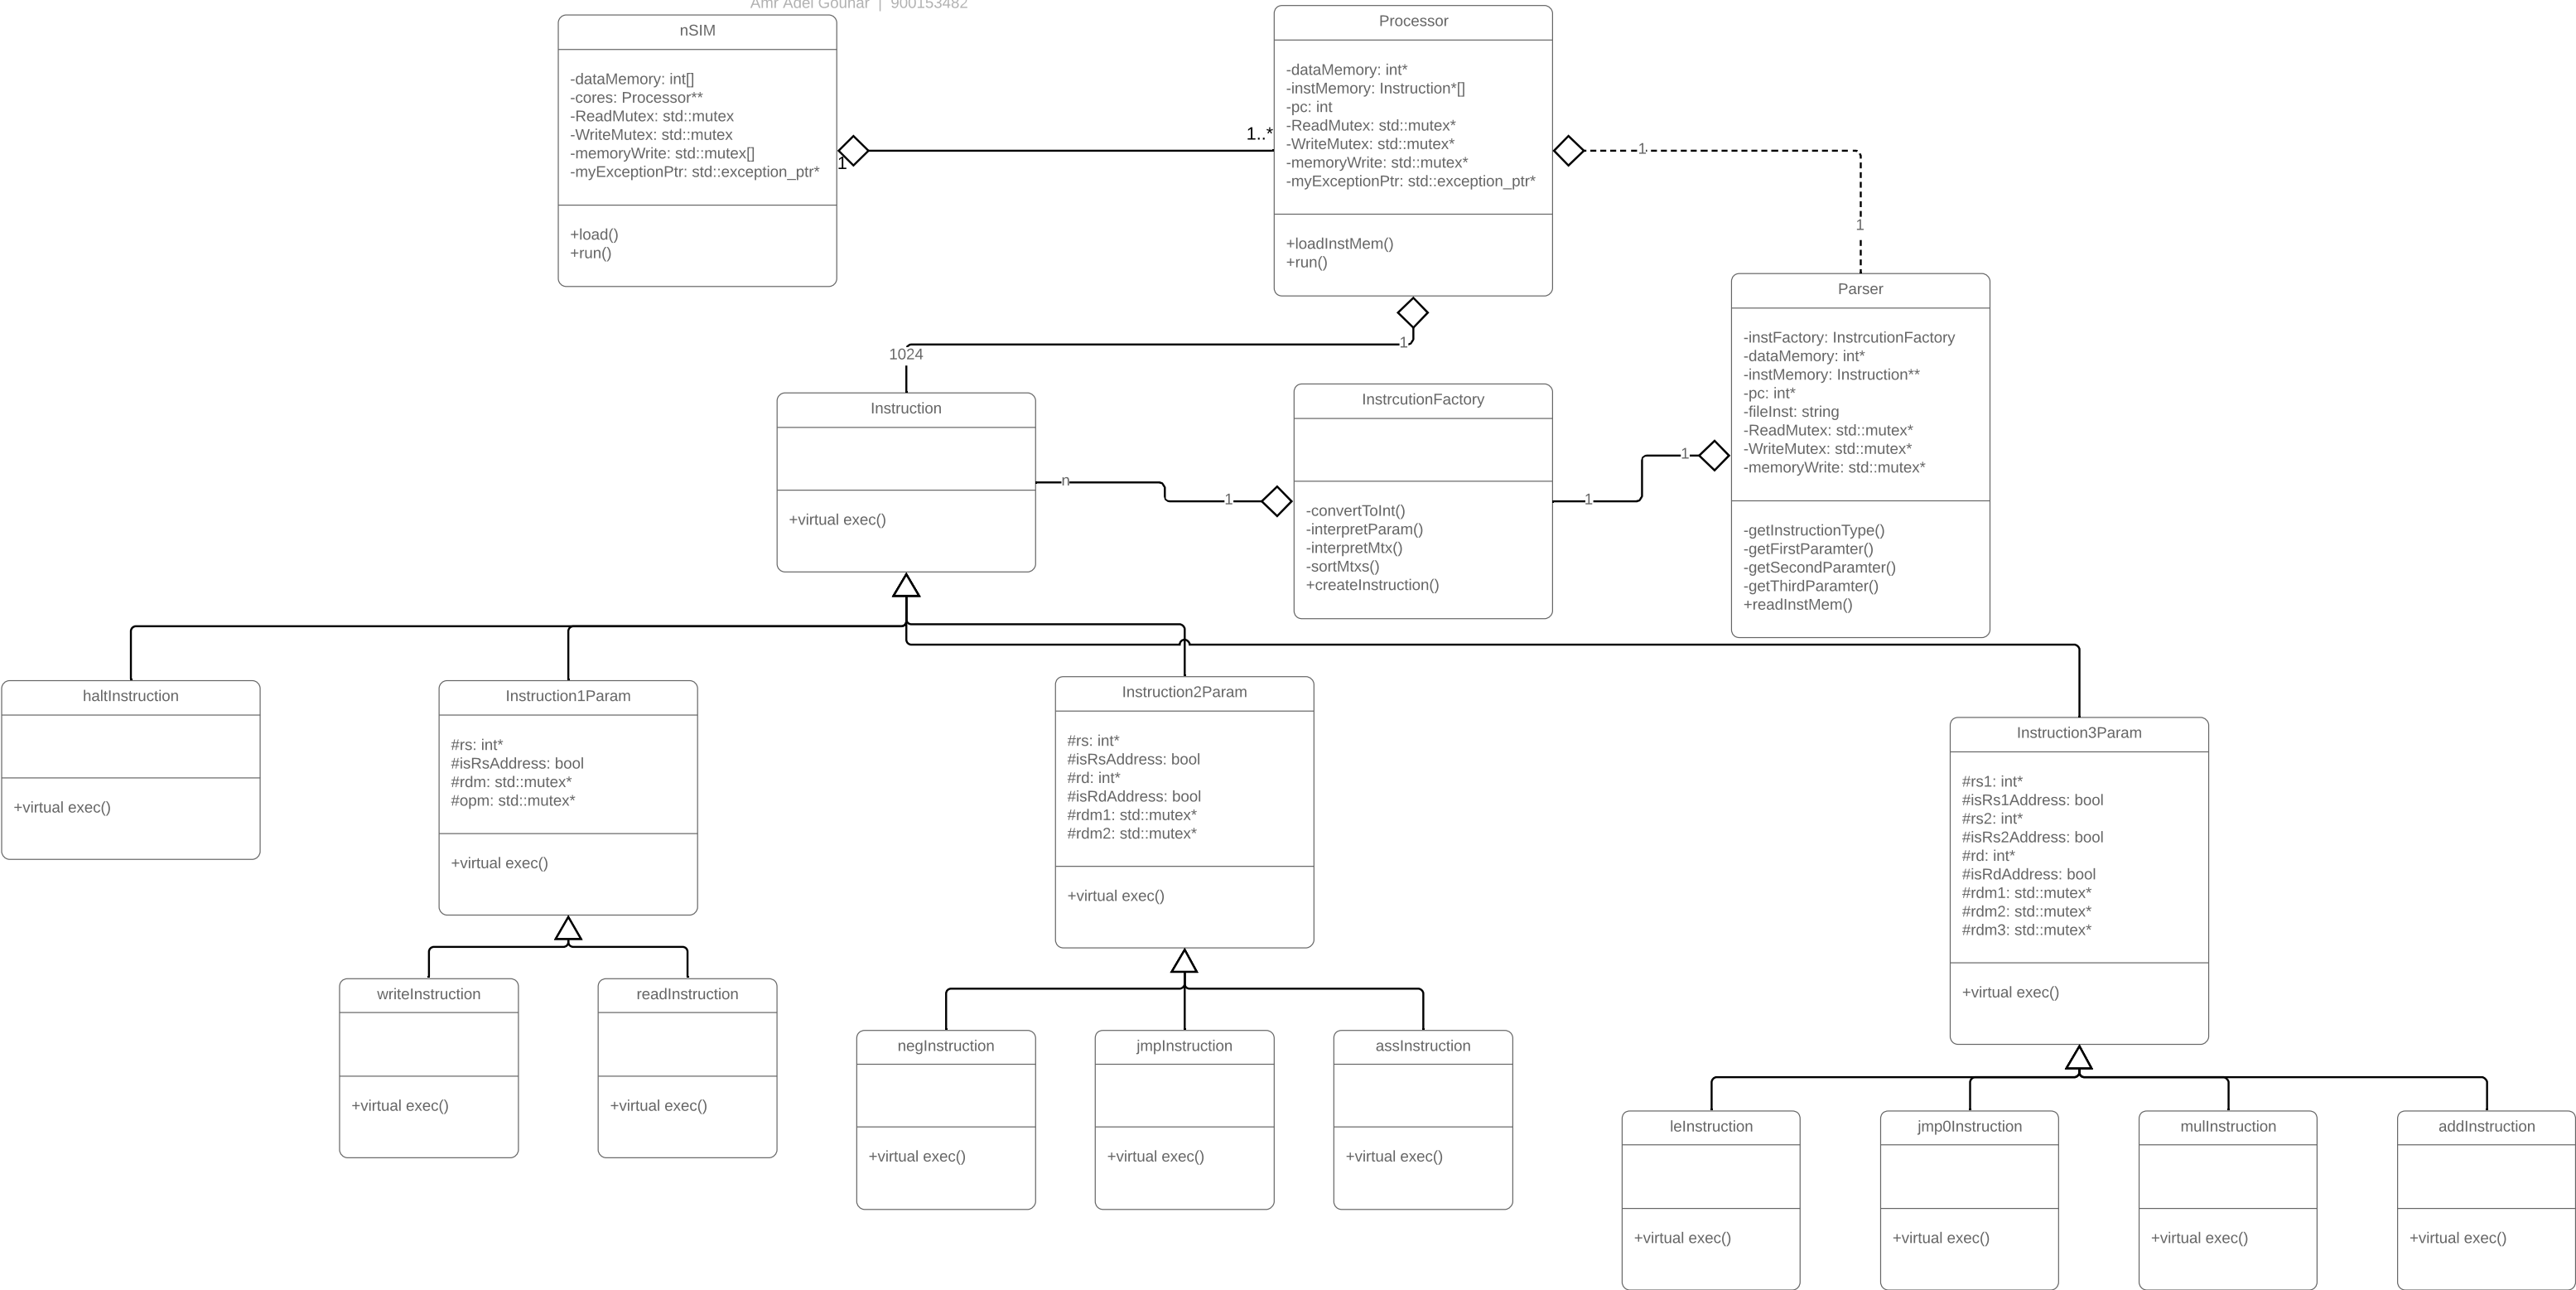 Amr Adel Gouhar | 900153482
nSIM
-dataMemory: int[]
-cores: Processor**
-ReadMutex: std::mutex
-WriteMutex: std::mutex
-memoryWrite: std::mutex[]
-myExceptionPtr: std::exception_ptr*
+load()
+run()
1
1..*
Processor
-dataMemory: int*
-instMemory: Instruction*[]
-pc: int
-ReadMutex: std::mutex*
-WriteMutex: std::mutex*
-memoryWrite: std::mutex*
-myExceptionPtr: std::exception_ptr*
+loadInstMem()
+run()
1
1
Parser
-instFactory: InstrcutionFactory
-dataMemory: int*
-instMemory: Instruction**
-pc: int*
-fileInst: string
-ReadMutex: std::mutex*
-WriteMutex: std::mutex*
-memoryWrite: std::mutex*
-getInstructionType()
-getFirstParamter()
-getSecondParamter()
-getThirdParamter()
+readInstMem()
1
1024
Instruction
+virtual exec()
n
1
InstrcutionFactory
-convertToInt()
-interpretParam()
-interpretMtx()
-sortMtxs()
+createInstruction()
1
1
haltInstruction
+virtual exec()
Instruction1Param
#rs: int*
#isRsAddress: bool
#rdm: std::mutex*
#opm: std::mutex*
+virtual exec()
Instruction2Param
#rs: int*
#isRsAddress: bool
#rd: int*
#isRdAddress: bool
#rdm1: std::mutex*
#rdm2: std::mutex*
+virtual exec()
Instruction3Param
#rs1: int*
#isRs1Address: bool
#rs2: int*
#isRs2Address: bool
#rd: int*
#isRdAddress: bool
#rdm1: std::mutex*
#rdm2: std::mutex*
#rdm3: std::mutex*
+virtual exec()
writeInstruction
+virtual exec()
readInstruction
+virtual exec()
negInstruction
+virtual exec()
jmpInstruction
+virtual exec()
assInstruction
+virtual exec()
leInstruction
+virtual exec()
jmp0Instruction
+virtual exec()
mulInstruction
+virtual exec()
addInstruction
+virtual exec()